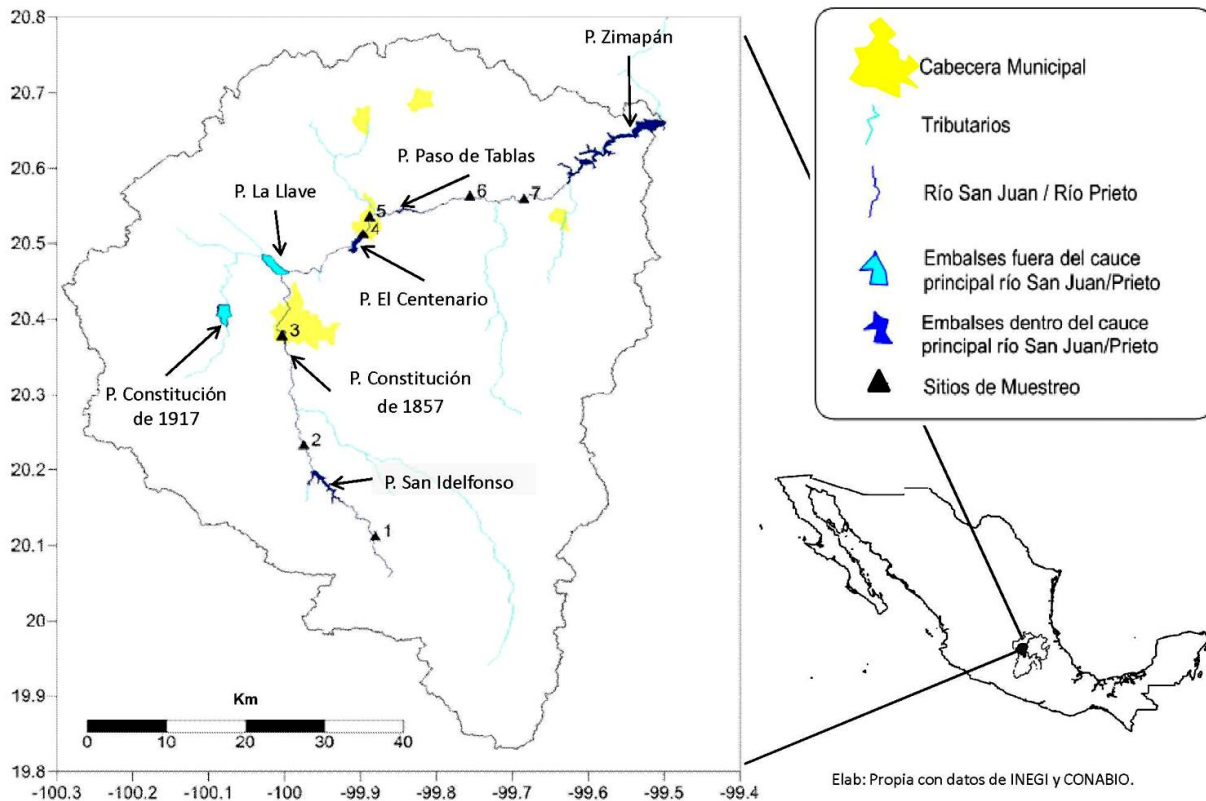 20.8
20.7
20.6
20.5
20.4
20.3
20.2
20.1
20
19.9
19.8
-100.3
-100.2
-100.1
-100
-99.9
-99.8
-99.7
-99.6
-99.5
-99.4
P. Zimapán
P. Paso de Tablas
P. La Llave
6
7
5
4
P. El Centenario
3
P. Constitución
de 1917
P. Constitución
de 1857
2
P. San Idelfonso
1
Km
0
10
20
30
40
Cabecera Municipal
Tributarios
Río San Juan / Río Prieto
Embalses fuera del cauce
principal río San Juan/Prieto
Embalses dentro del cauce
principal río San Juan/Prieto
Sitios de Muestreo
Elab: Propia con datos de INEGI y CONABIO.